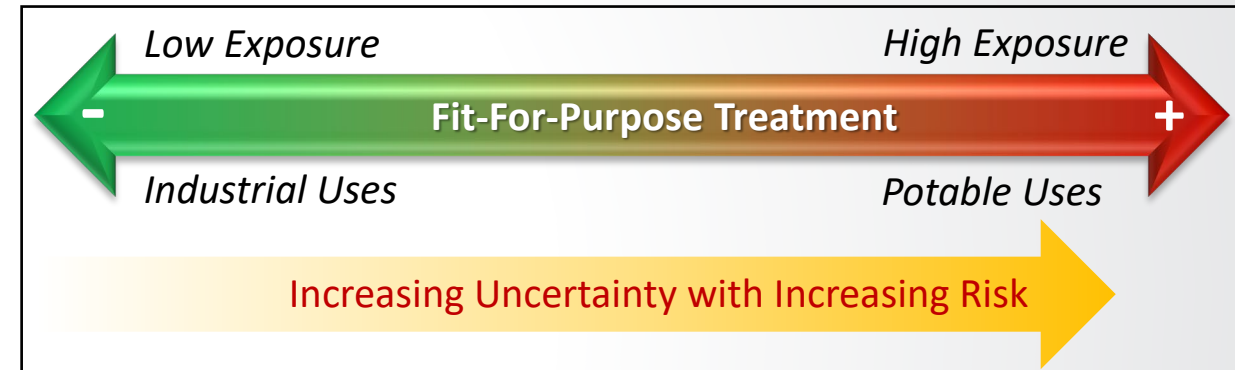 Low Exposure
High Exposure
- Fit-For-Purpose Treatment +
Industrial Uses
Potable Uses
Increasing Uncertainty with Increasing Risk